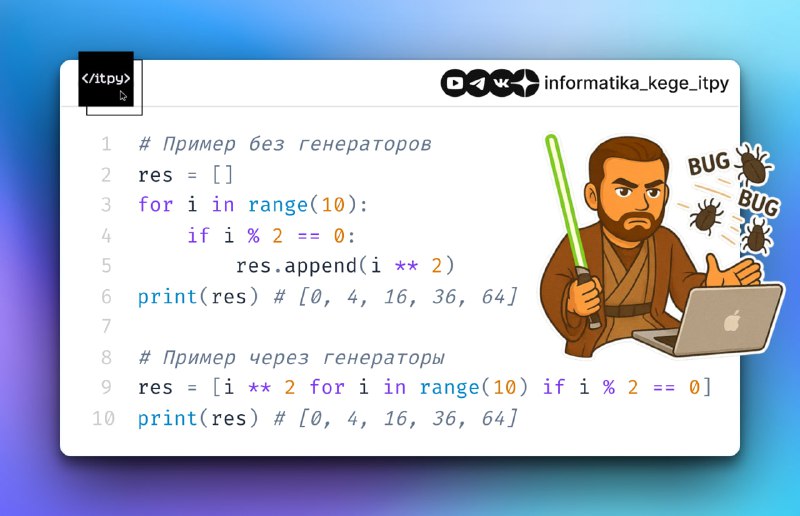 </itpy>
informatika_kege_itpy
1 # Пример без генераторов
2 res = []
3 for i in range(10):
4     if i % 2 == 0:
5         res.append(i ** 2)
6 print(res) # [0, 4, 16, 36, 64]
7
8 # Пример через генераторы
9 res = [i ** 2 for i in range(10) if i % 2 == 0]
10 print(res) # [0, 4, 16, 36, 64]
BUG
BUG